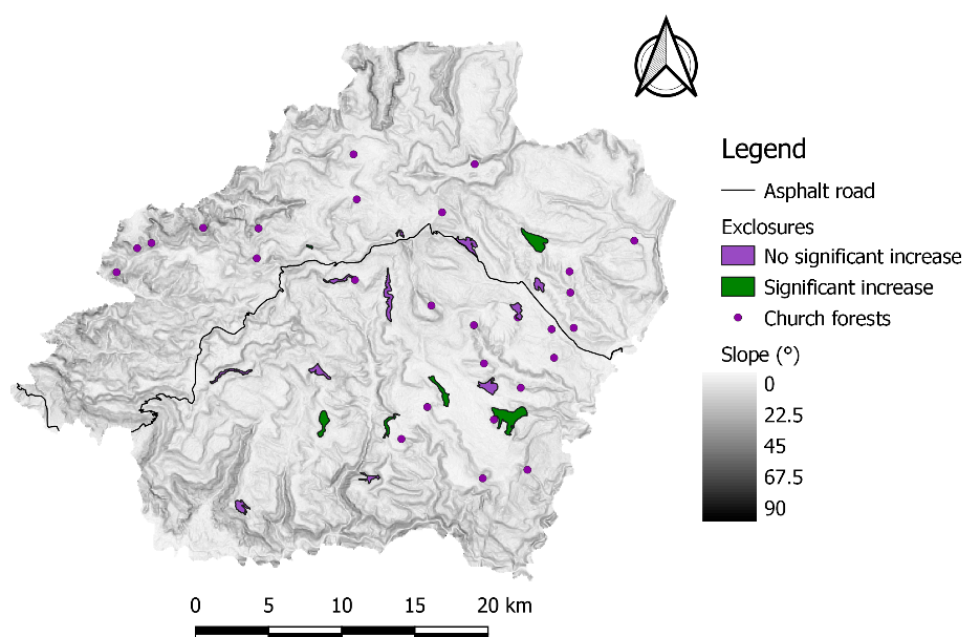 Legend
Asphalt road
Exclosures
No significant increase
Significant increase
Church forests
Slope (°)
0
22.5
45
67.5
90
0 5 10 15 20 km